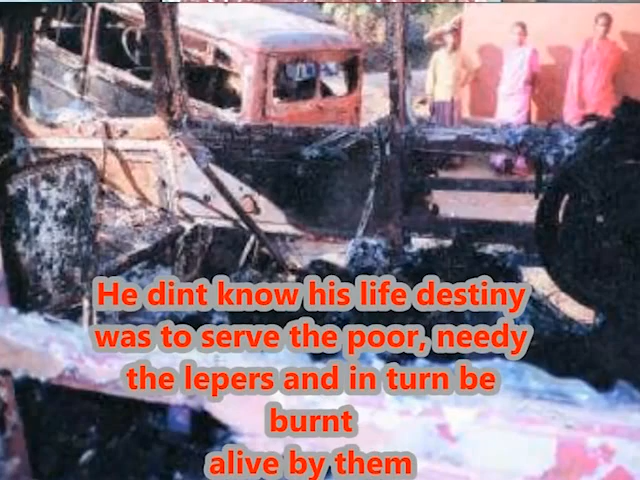 He dint know his life destiny
was to serve the poor, needy
the lepers and in turn be
burnt
alive by them